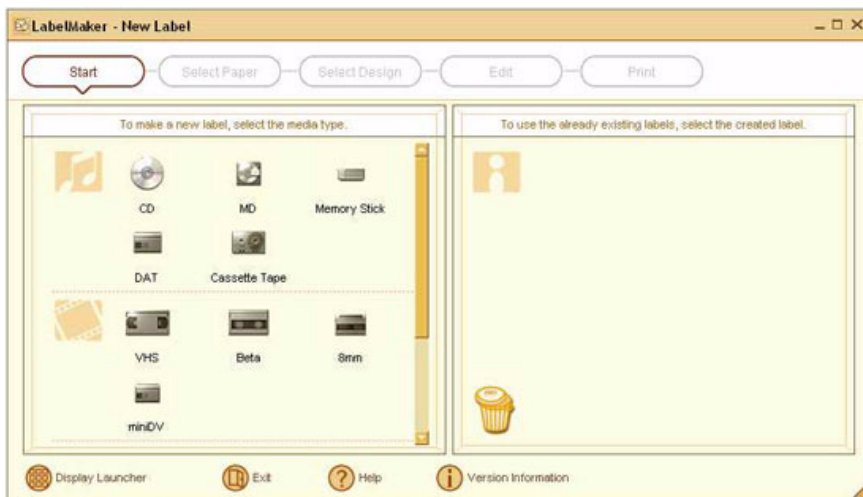 LabelMaker - New Label
Start
Select Paper
Select Design
Edit
Print
To make a new label, select the media type.
To use the already existing labels, select the created label.
CD
MD
Memory Stick
DAT
Cassette Tape
VHS
Beta
8mm
miniDV
Display Launcher
Exit
Help
Version Information